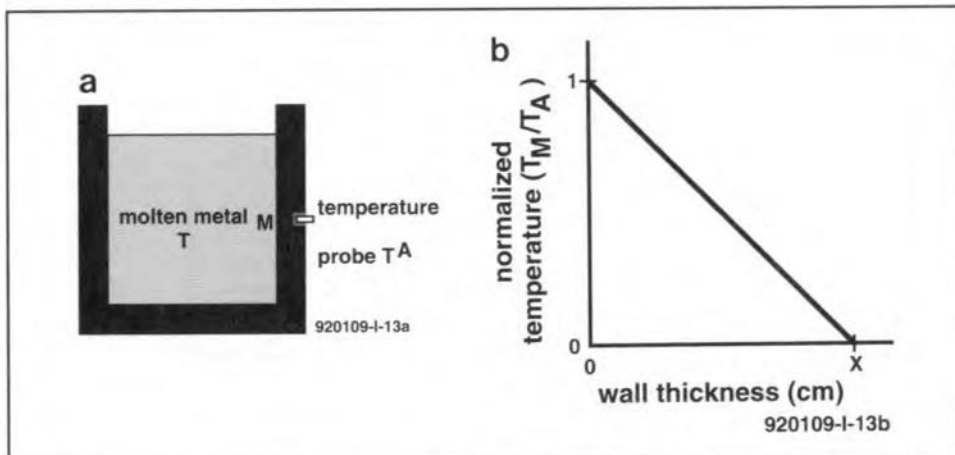 a
molten metal M
T
temperature
probe T A
920109-I-13a
b
normalized
temperature (T M /T A )
1
0
0
X
wall thickness (cm)
920109-I-13b